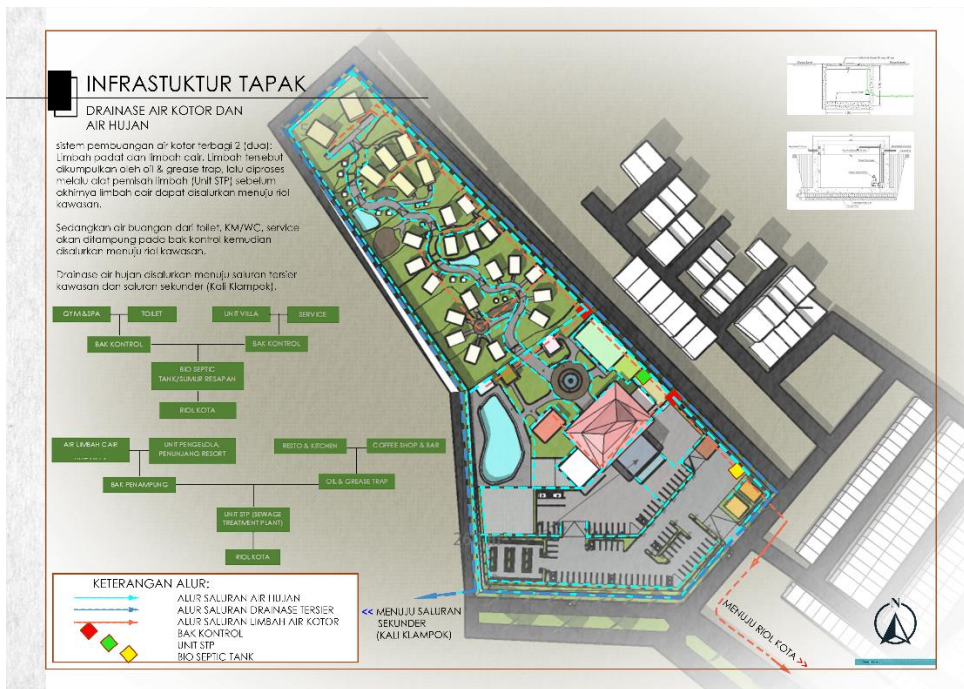 INFRASTUKTUR TAPAK
DRAINASE AIR KOTOR DAN
AIR HUJAN
sistem pembuangan air kotor terbagi 2 (dua):
Limbah padat dan limbah cair. Limbah tersebut
dikumpulkan oleh oil & grease trap, lalu diproses
melalu alat pemisah limbah (Unit STP) sebelum
akhirnya limbah cair dapat disalurkan menuju riol
kawasan.
Sedangkan air buangan dari toilet, KM/WC, service
akan ditampung pada bak kontrol kemudian
disalurkan menuju riol kawasan.
Drainase air hujan disalurkan menuju saluran tersier
kawasan dan saluran sekunder (Kali Klampok).
GYM &SPA
TOILET
UNIT VILLA
SERVICE
BAK KONTROL
BAK KONTROL
BIO SEPTIC
TANK/SUMUR RESAPAN
RIOL KOTA
AIR LIMBAH CAIR
UNIT PENGELOLA,
PENUNJANG RESORT
RESTO & KITCHEN
COFFEE SHOP & BAR
BAK PENAMPUNG
OIL & GREASE TRAP
UNIT STP (SEWAGE
TREATMENT PLANT)
RIOL KOTA
KETERANGAN ALUR:
ALUR SALURAN AIR HUJAN
ALUR SALURAN DRAINASE TERSIER
ALUR SALURAN LIMBAH AIR KOTOR
BAK KONTROL
UNIT STP
BIO SEPTIC TANK
<< MENUJU SALURAN
SEKUNDER
(KALI KLAMPOK)
MENUJU RIOL KOTA >>
N